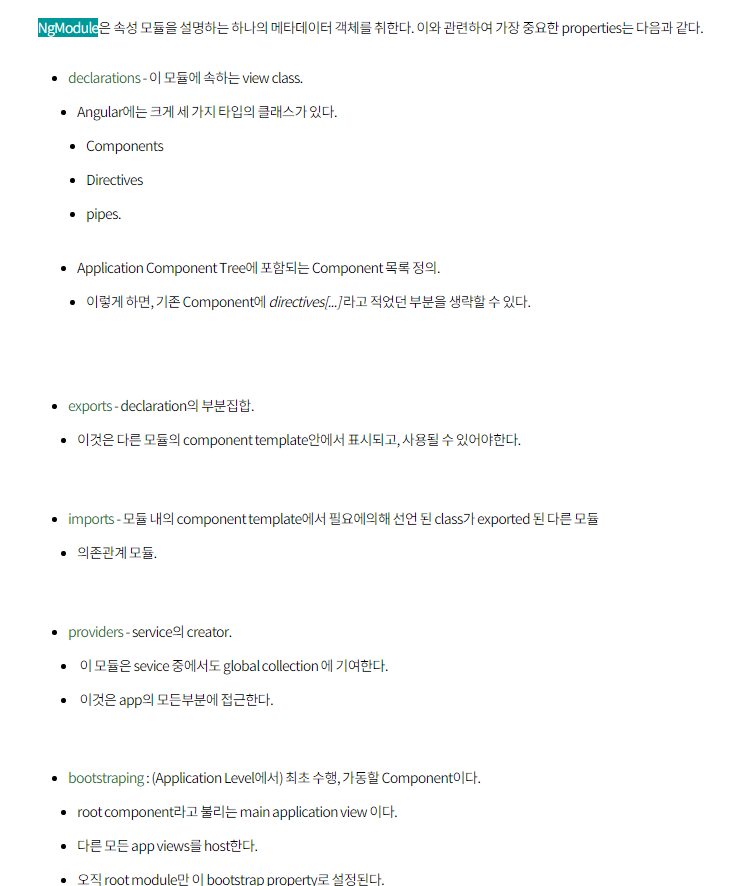 NgModule은 속성 모듈을 설명하는 하나의 메타데이터 객체를 취한다. 이와 관련하여 가장 중요한 properties는 다음과 같다.
declarations - 이 모듈에 속하는 view class.
Angular에는 크게 세 가지 타입의 클래스가 있다.
Components
Directives
pipes.
Application Component Tree에 포함되는 Component 목록 정의.
이렇게 하면, 기존 Component에 directives[...] 라고 적었던 부분을 생략할 수 있다.
exports - declaration의 부분집합.
이것은 다른 모듈의 component template안에서 표시되고, 사용될 수 있어야한다.
imports - 모듈 내의 component template에서 필요에의해 선언 된 class가 exported 된 다른 모듈
의존관계 모듈.
providers - service의 creator.
이 모듈은 sevice 중에서도 global collection 에 기여한다.
이것은 app의 모든부분에 접근한다.
bootstraping : (Application Level에서) 최초 수행, 가동할 Component이다.
root component라고 불리는 main application view 이다.
다른 모든 app views를 host한다.
오직 root module만 이 bootstrap property로 설정된다.